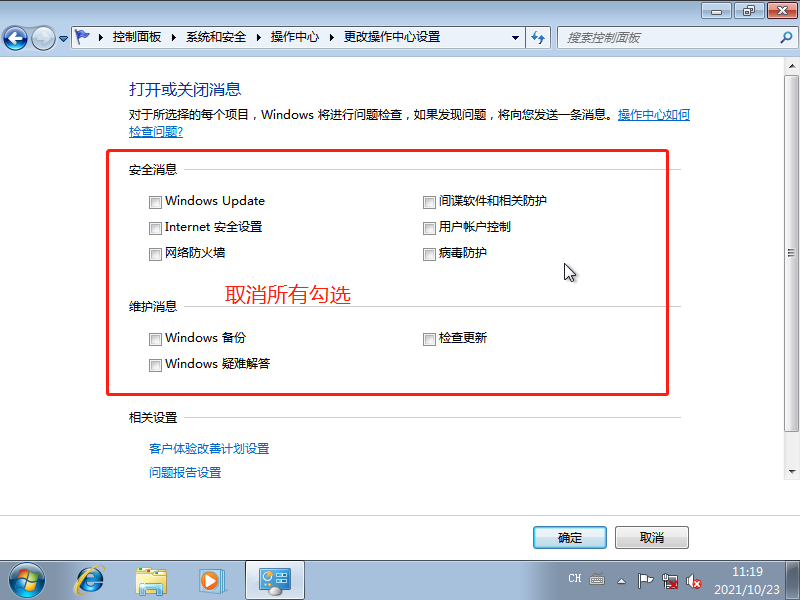 控制面板 系统和安全 操作中心 更改操作中心设置
搜索控制面板
打开或关闭消息
对于所选择的每个项目，Windows 将进行问题检查，如果发现问题，将向您发送一条消息。操作中心如何
检查问题?
安全消息
Windows Update 间谍软件和相关防护
Internet 安全设置 用户帐户控制
网络防火墙 病毒防护
取消所有勾选
维护消息
Windows 备份 检查更新
Windows 疑难解答
相关设置
客户体验改善计划设置
问题报告设置
确定 取消
CH
11:19
2021/10/23